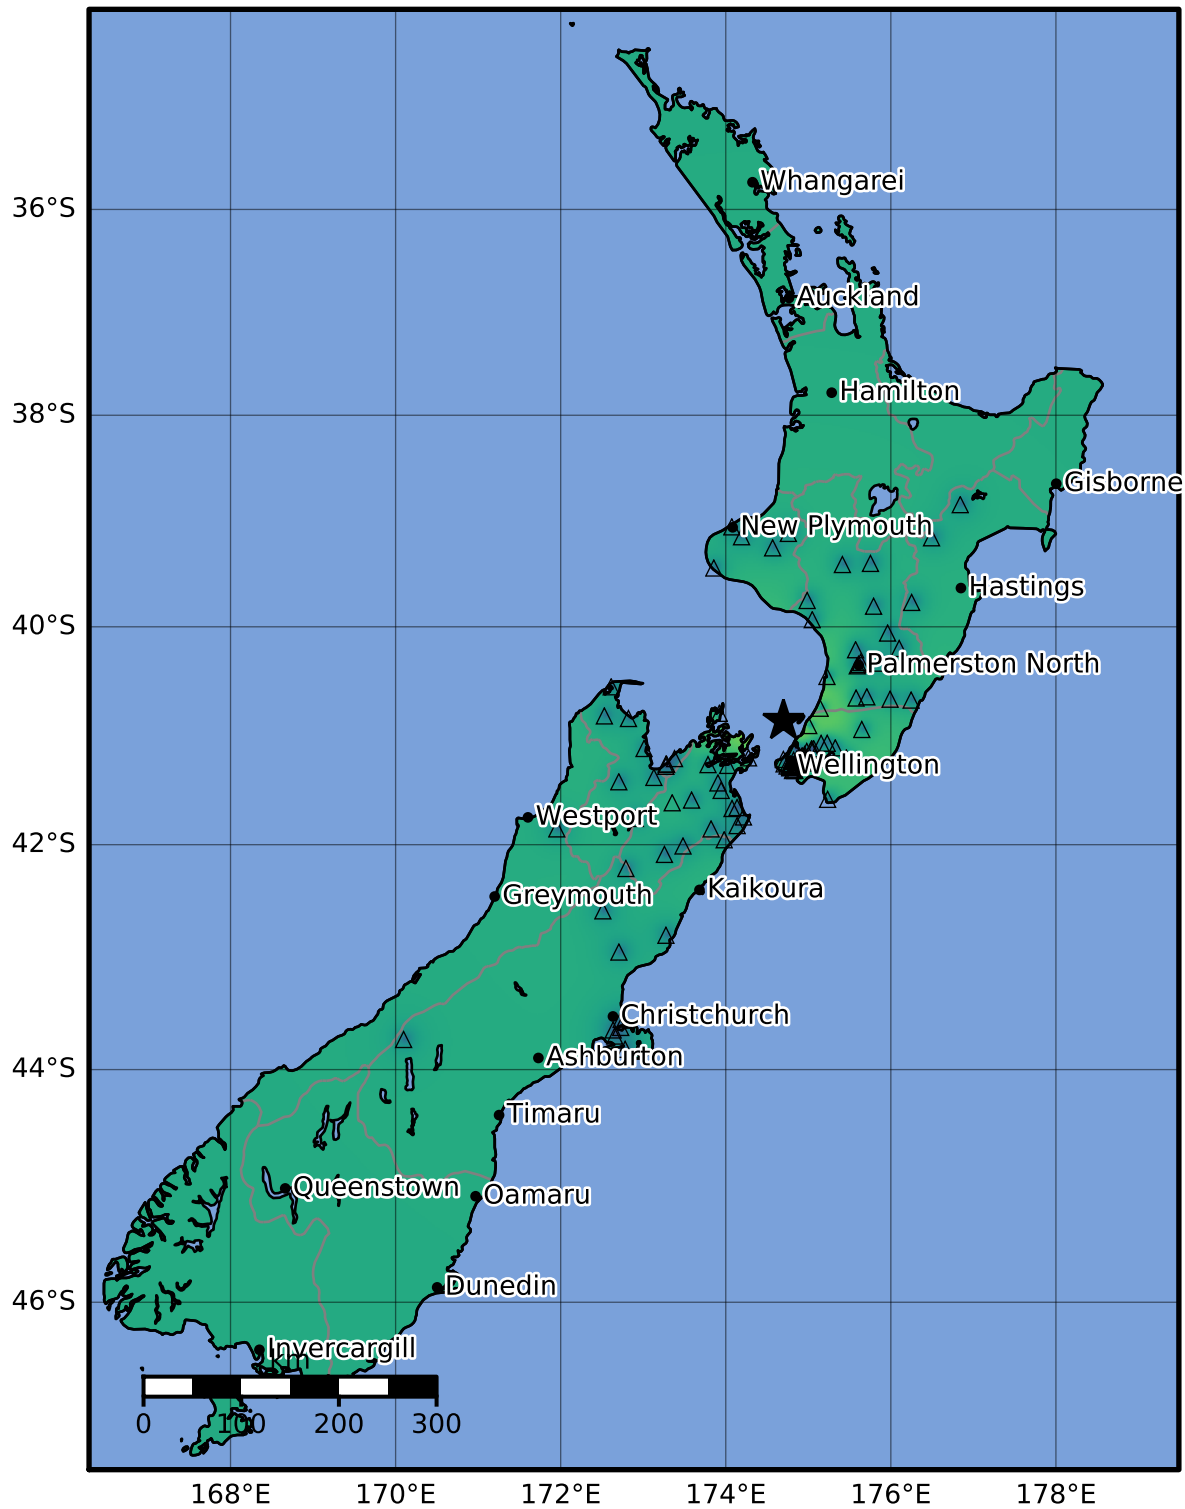 Whangarei
36°S
Auckland
Hamilton
38°S
Gisborne
New Plymouth
Hastings
40°S
Palmerston North
Wellington
Westport
42°S
Kaikoura
Greymouth
Christchurch
Ashburton
44°S
Timaru
Queenstown
Oamaru
Dunedin
46°S
Invercargill
km
0 100 200 300
168°E 170°E 172°E 174°E 176°E 178°E